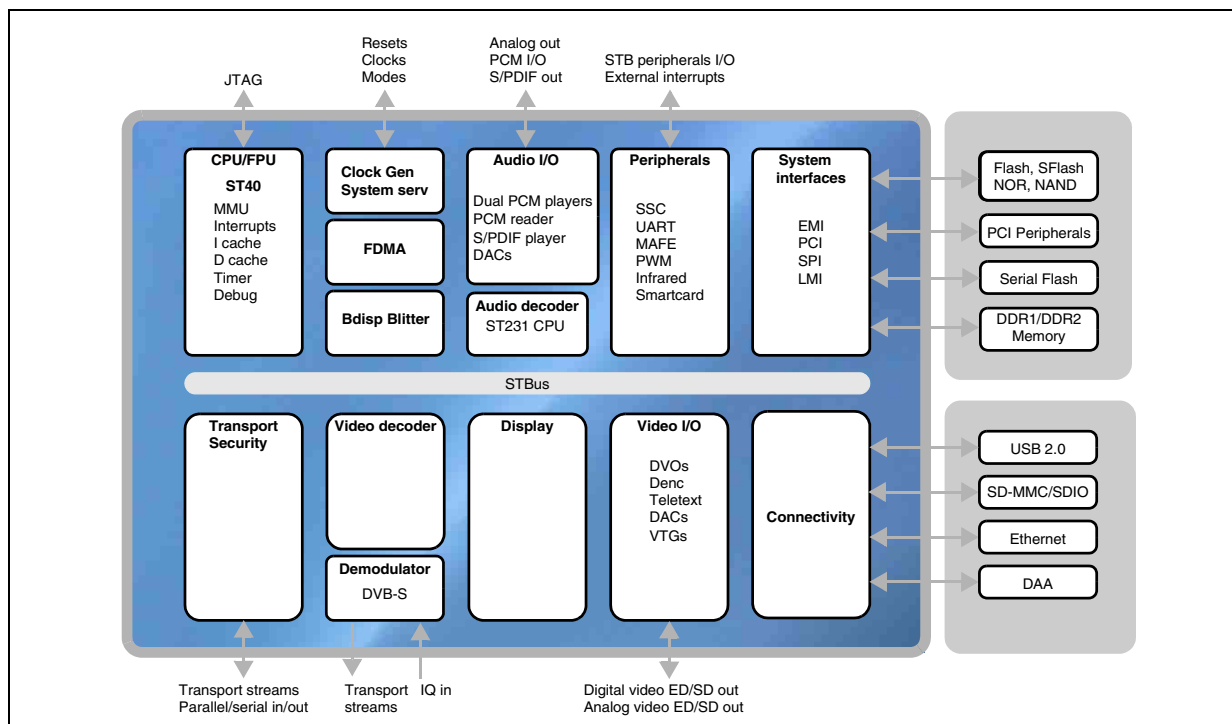 Resets
Clocks
Modes
Analog out
PCM I/O
S/PDIF out
STB peripherals I/O
External interrupts
JTAG
CPU/FPU
ST40
MMU
Interrupts
I cache
D cache
Timer
Debug
Clock Gen
System serv
FDMA
Bdisp Blitter
Audio I/O
Dual PCM players
PCM reader
S/PDIF player
DACs
Audio decoder
ST231 CPU
Peripherals
SSC
UART
MAFE
PWM
Infrared
Smartcard
System
interfaces
EMI
PCI
SPI
LMI
Flash, SFlash
NOR, NAND
PCI Peripherals
Serial Flash
DDR1/DDR2
Memory
STBus
Transport
Security
Video decoder
Demodulator
DVB-S
Display
Video I/O
DVOs
Denc
Teletext
DACs
VTGs
Connectivity
USB 2.0
SD-MMC/SDIO
Ethernet
DAA
Transport streams
Parallel/serial in/out
Transport
streams
IQ in
Digital video ED/SD out
Analog video ED/SD out